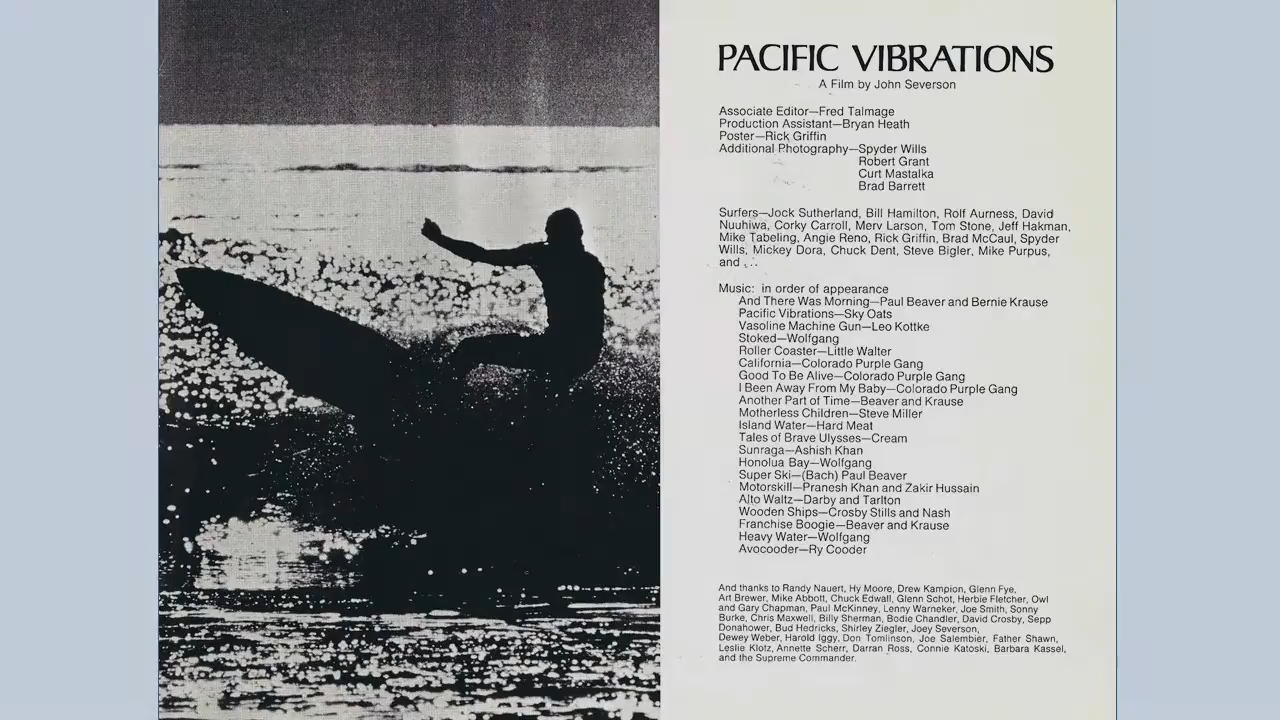 PACIFIC VIBRATIONS
A Film by John Severson
Associate Editor—Fred Talmage
Production Assistant—Bryan Heath
Poster—Rick Griffin
Additional Photography—Spyder Wills
Robert Grant
Curt Mastalka
Brad Barrett
Surfers—Jock Sutherland, Bill Hamilton, Rolf Aurness, David
Nuuhiwa, Corky Carroll, Merv Larson, Tom Stone, Jeff Hakman,
Mike Tabeling, Angie Reno, Rick Griffin, Brad McCaul, Spyder
Wills, Mickey Dora, Chuck Dent, Steve Bigler, Mike Purpus,
and ...
Music: in order of appearance
And There Was Morning—Paul Beaver and Bernie Krause
Pacific Vibrations—Sky Oats
Vasoline Machine Gun—Leo Kottke
Stoked—Wolfgang
Roller Coaster—Little Walter
California—Colorado Purple Gang
Good To Be Alive—Colorado Purple Gang
I Been Away From My Baby—Colorado Purple Gang
Another Part of Time—Beaver and Krause
Motherless Children—Steve Miller
Island Water—Hard Meat
Tales of Brave Ulysses—Cream
Sunraga—Ashish Khan
Honolua Bay—Wolfgang
Super Ski—(Bach) Paul Beaver
Motorskill—Pranesh Khan and Zakir Hussain
Alto Waltz—Darby and Tarlton
Wooden Ships—Crosby Stills and Nash
Franchise Boogie—Beaver and Krause
Heavy Water—Wolfgang
Avocooder—Ry Cooder
And thanks to Randy Nauert, Hy Moore, Drew Kampion, Glenn Fye,
Art Brewer, Mike Abbott, Chuck Edwall, Glenn Schot, Herbie Fletcher, Owl
and Gary Chapman, Paul McKinney, Lenny Warneker, Joe Smith, Sonny
Burke, Chris Maxwell, Billy Sherman, Bodie Chandler, David Crosby, Sepp
Donahower, Bud Hedricks, Shirley Ziegler, Joey Severson,
Dewey Weber, Harold Iggy, Don Tomlinson, Joe Salembier, Father Shawn,
Leslie Klotz, Annette Scherr, Darran Ross, Connie Katoski, Barbara Kassel,
and the Supreme Commander.